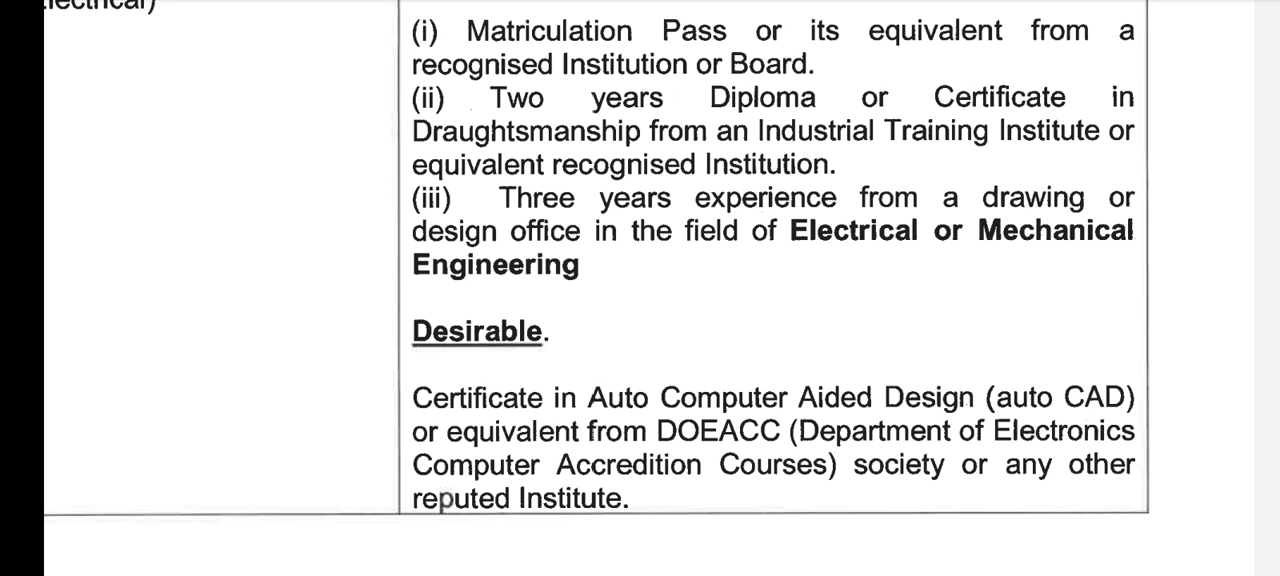 (i) Matriculation Pass or its equivalent from a
recognised Institution or Board.
(ii) Two years Diploma or Certificate in
Draughtsmanship from an Industrial Training Institute or
equivalent recognised Institution.
(iii) Three years experience from a drawing or
design office in the field of Electrical or Mechanical
Engineering
Desirable.
Certificate in Auto Computer Aided Design (auto CAD)
or equivalent from DOEACC (Department of Electronics
Computer Accredition Courses) society or any other
reputed Institute.